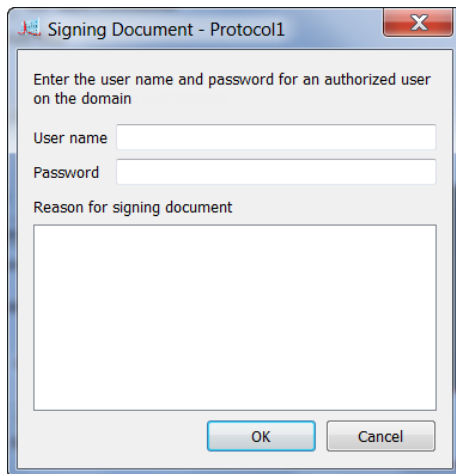 Signing Document - Protocol1
Enter the user name and password for an authorized user
on the domain
User name
Password
Reason for signing document
OK
Cancel